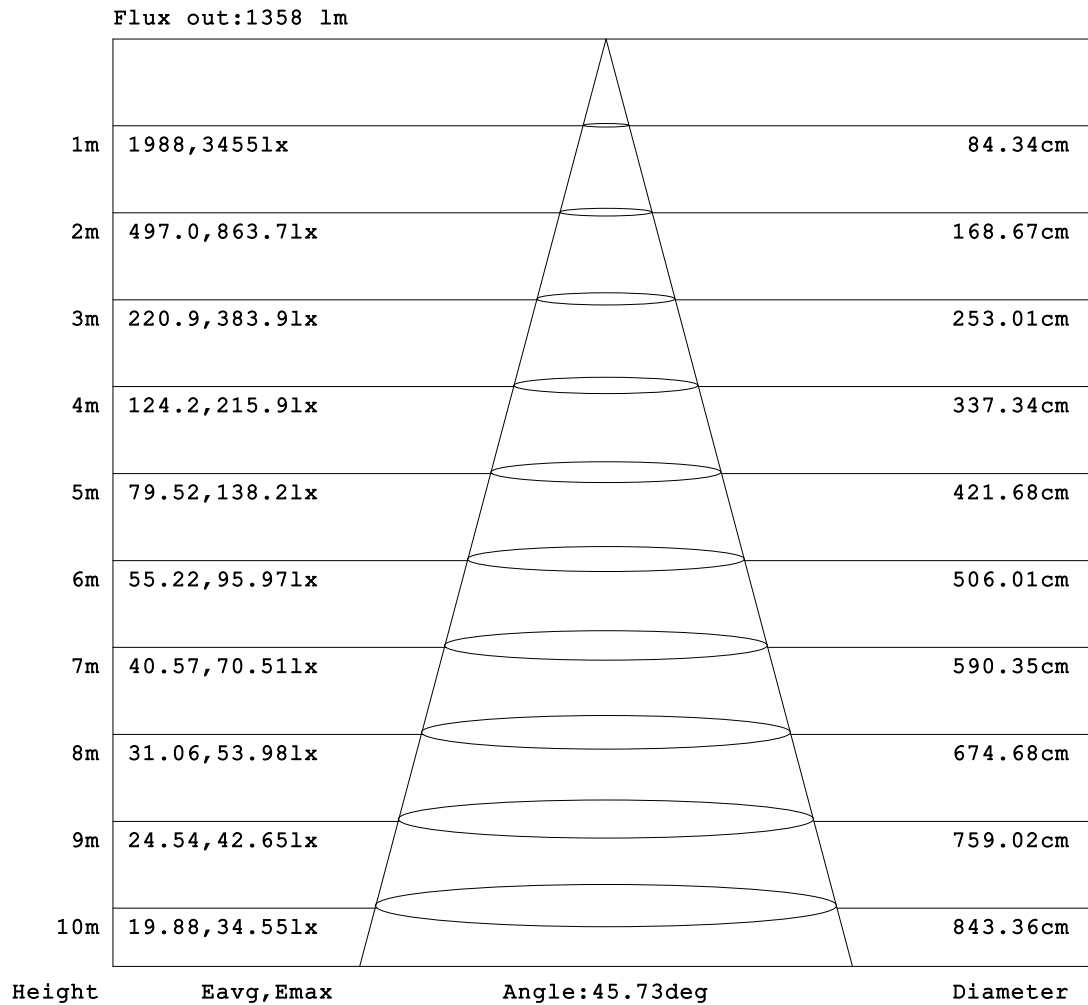 Flux out:1358 lm
1m 1988,3455lx 84.34cm
2m 497.0,863.7lx 168.67cm
3m 220.9,383.9lx 253.01cm
4m 124.2,215.9lx 337.34cm
5m 79.52,138.2lx 421.68cm
6m 55.22,95.97lx 506.01cm
7m 40.57,70.51lx 590.35cm
8m 31.06,53.98lx 674.68cm
9m 24.54,42.65lx 759.02cm
10m 19.88,34.55lx 843.36cm
Height Eavg,Emax Angle:45.73deg Diameter